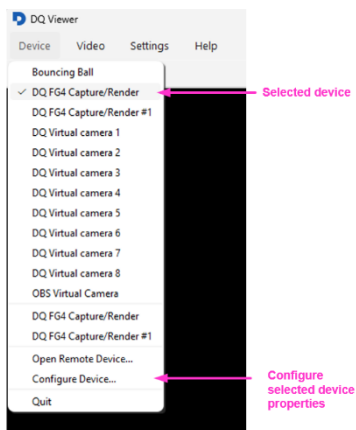 DQ Viewer
Device Video Settings Help
Bouncing Ball
DQ FG4 Capture/Render
Selected device
DQ FG4 Capture/Render #1
DQ Virtual camera 1
DQ Virtual camera 2
DQ Virtual camera 3
DQ Virtual camera 4
DQ Virtual camera 5
DQ Virtual camera 6
DQ Virtual camera 7
DQ Virtual camera 8
OBS Virtual Camera
DQ FG4 Capture/Render
DQ FG4 Capture/Render #1
Open Remote Device...
Configure Device...
Configure
selected device
properties
Quit